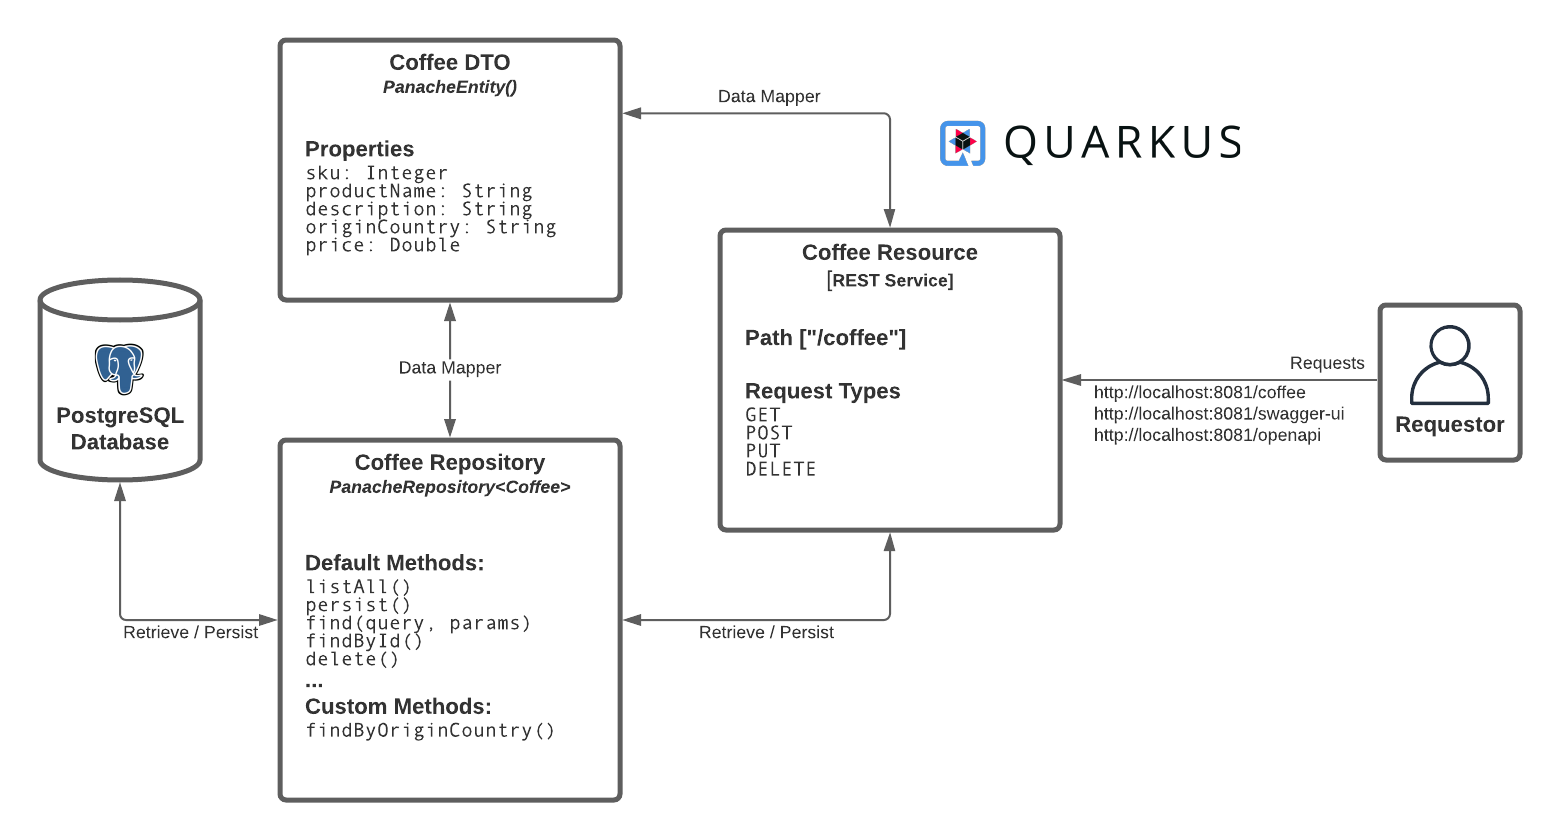 Coffee DTO
PanacheEntity()
Properties
sku: Integer
productName: String
description: String
originCountry: String
price: Double
Data Mapper
QUARKUS
Coffee Resource
[REST Service]
Path ["/coffee"]
Request Types
GET
POST
PUT
DELETE
Requests
http://localhost:8081/coffee
http://localhost:8081/swagger-ui
http://localhost:8081/openapi
Requestor
PostgreSQL
Database
Data Mapper
Coffee Repository
PanacheRepository<Coffee>
Default Methods:
listAll()
persist()
find(query, params)
findById()
delete()
...
Custom Methods:
findByOriginCountry()
Retrieve / Persist
Retrieve / Persist